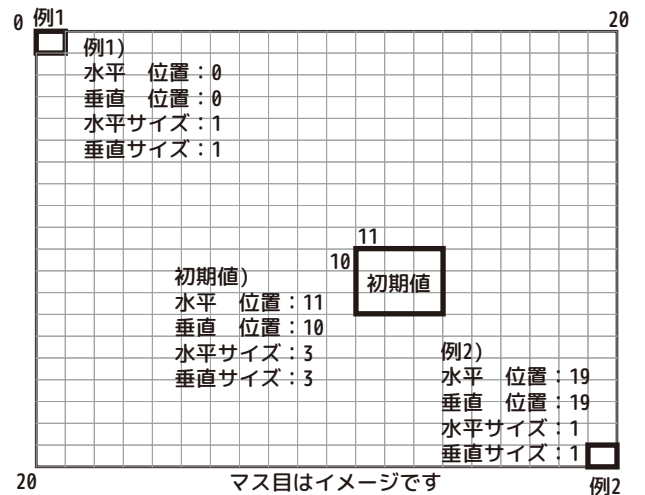 0 例1 20
例1)
水平　位置：0
垂直　位置：0
水平サイズ：1
垂直サイズ：1
11
10
初期値
初期値)
水平　位置：11
垂直　位置：10
水平サイズ：3
垂直サイズ：3
例2)
水平　位置：19
垂直　位置：19
水平サイズ：1
垂直サイズ：1
20 マス目はイメージです 例2